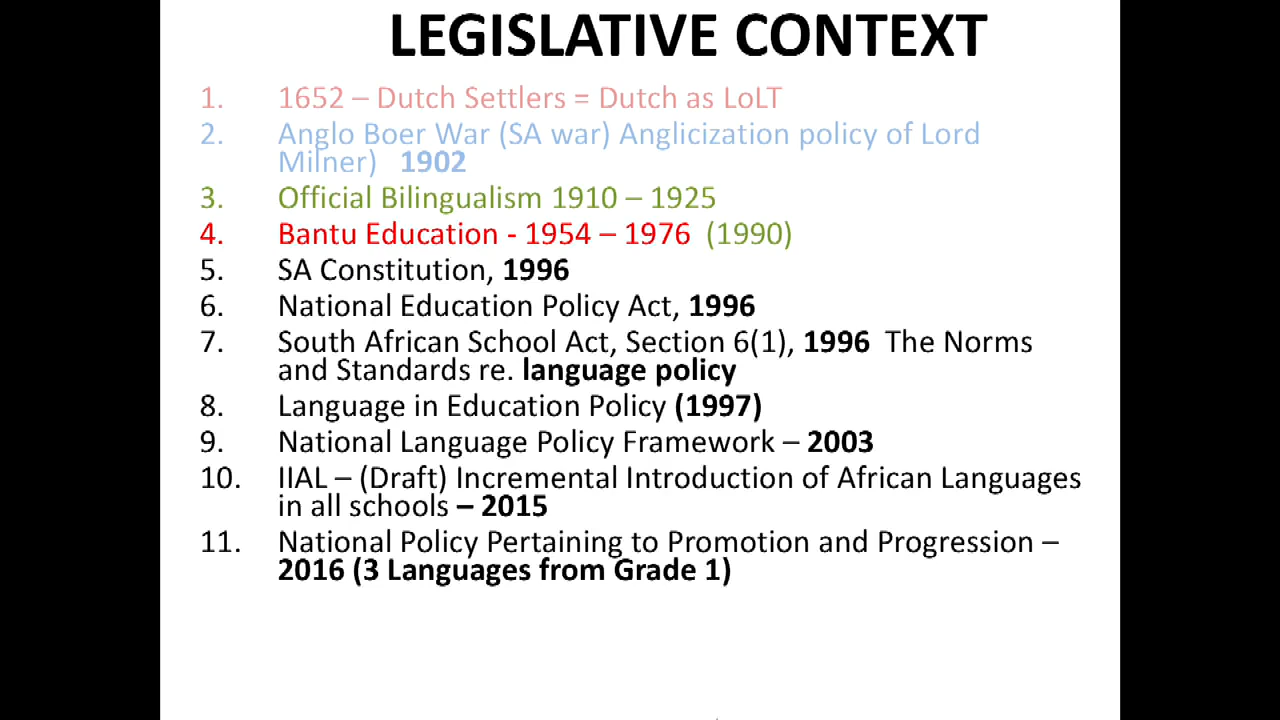 LEGISLATIVE CONTEXT
1. 1652 – Dutch Settlers = Dutch as LoLT
2. Anglo Boer War (SA war) Anglicization policy of Lord
Milner) 1902
3. Official Bilingualism 1910 – 1925
4. Bantu Education - 1954 – 1976 (1990)
5. SA Constitution, 1996
6. National Education Policy Act, 1996
7. South African School Act, Section 6(1), 1996 The Norms
and Standards re. language policy
8. Language in Education Policy (1997)
9. National Language Policy Framework – 2003
10. IIAL – (Draft) Incremental Introduction of African Languages
in all schools – 2015
11. National Policy Pertaining to Promotion and Progression –
2016 (3 Languages from Grade 1)